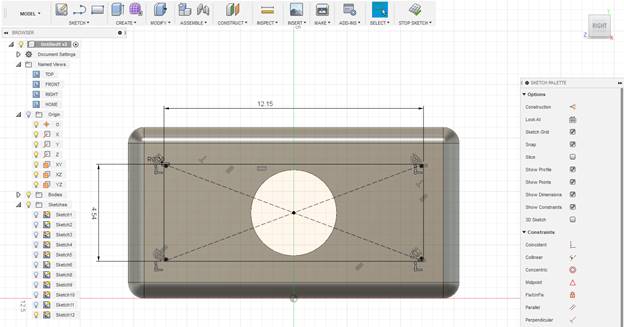 MODEL
SKETCH
CREATE
MODIFY
ASSEMBLE
CONSTRUCT
INSPECT
INSERT
MAKE
ADD-INS
SELECT
STOP SKETCH
BROWSER
Document Settings
Named Views
TOP
FRONT
RIGHT
HOME
Origin
O
X
Y
Z
XY
XZ
YZ
Bodies
Sketches
Sketch1
Sketch2
Sketch3
Sketch4
Sketch5
Sketch6
Sketch7
Sketch8
Sketch9
Sketch10
Sketch11
Sketch12
12.15
4.54
12.5
RIGHT
Z
SKETCH PALETTE
Options
Construction
Look At
Sketch Grid
Snap
Slice
Show Profile
Show Points
Show Dimensions
Show Constraints
3D Sketch
Constraints
Coincident
Collinear
Concentric
Midpoint
Fix/UnFix
Parallel
Perpendicular